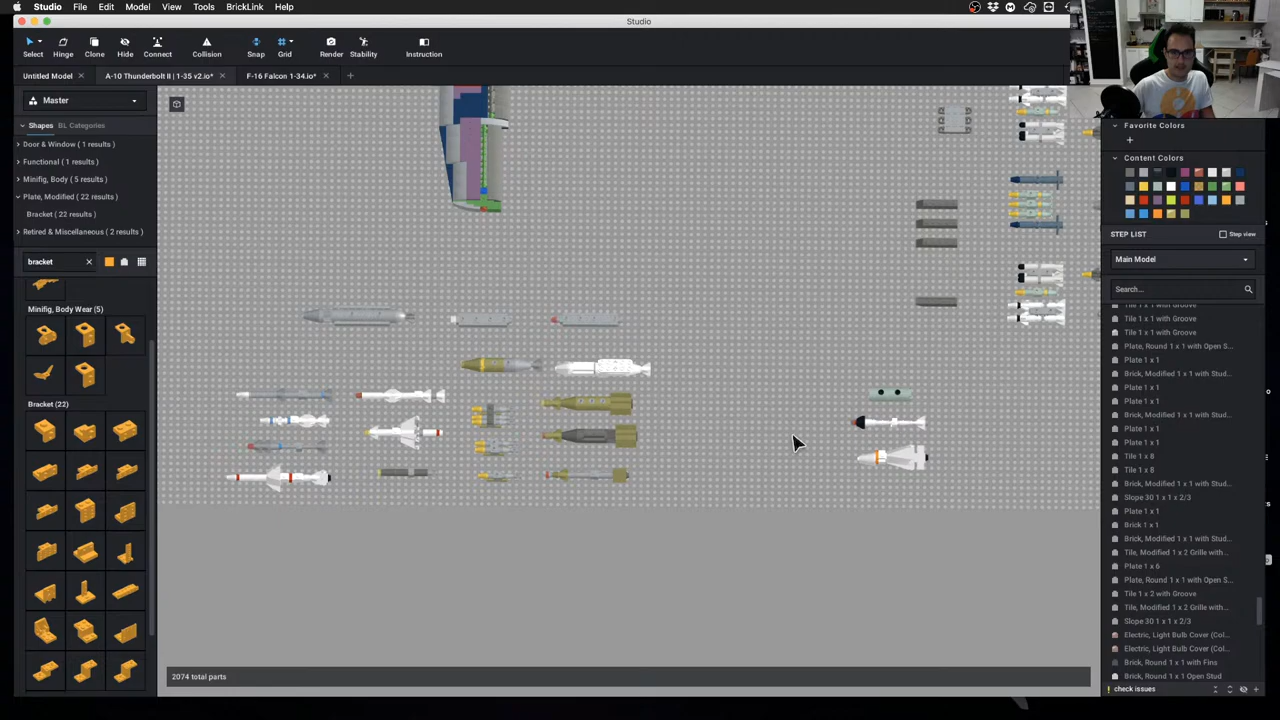 Studio File Edit Model View Tools BrickLink Help
Studio
Select Hinge Clone Hide Connect Collision Snap Grid Render Stability Instruction
Untitled Model A-10 Thunderbolt II | 1-35 v2.io* F-16 Falcon 1-34.io*
Master
Shapes BL Categories
Door & Window ( 1 results )
Functional ( 1 results )
Minifig, Body ( 5 results )
Plate, Modified ( 22 results )
Bracket ( 22 results )
Retired & Miscellaneous ( 2 results )
bracket
Minifig, Body Wear (5)
Bracket (22)
2074 total parts
Favorite Colors
Content Colors
STEP LIST Step view
Main Model
Search...
Tile 1 x 1 with Groove
Tile 1 x 1 with Groove
Tile 1 x 1 with Groove
Plate, Round 1 x 1 with Open S...
Plate 1 x 1
Brick, Modified 1 x 1 with Stud...
Plate 1 x 1
Plate 1 x 1
Brick, Modified 1 x 1 with Stud...
Plate 1 x 1
Plate 1 x 1
Tile 1 x 8
Tile 1 x 8
Brick, Modified 1 x 1 with Stud...
Slope 30 1 x 1 x 2/3
Plate 1 x 1
Brick 1 x 1
Brick, Modified 1 x 1 with Stud...
Tile, Modified 1 x 2 Grille with...
Plate 1 x 6
Plate, Round 1 x 1 with Open S...
Tile 1 x 2 with Groove
Tile, Modified 1 x 2 Grille with...
Slope 30 1 x 1 x 2/3
Electric, Light Bulb Cover (Col...
Electric, Light Bulb Cover (Col...
Brick, Round 1 x 1 with Fins
Brick, Round 1 x 1 Open Stud
check issues